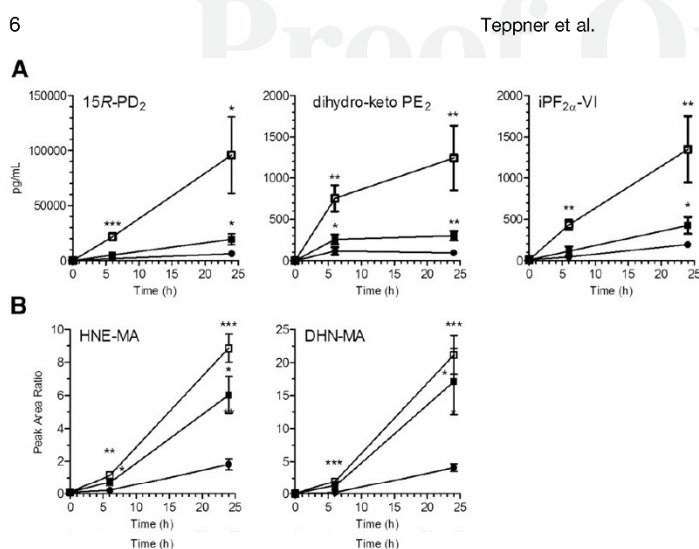 6 Teppner et al.
Proof O
A
15R-PD2 dihydro-keto PE2 iPF2α-VI
pg/mL
150000 100000 50000 0
2000 1500 1000 500 0
2000 1500 1000 500 0
* *** *
** ** * **
** ** *
0 5 10 15 20 25
0 5 10 15 20 25
0 5 10 15 20 25
Time (h) Time (h) Time (h)
B
HNE-MA DHN-MA
Peak Area Ratio
10 8 6 4 2 0
25 20 15 10 5 0
*** * ** ** *
*** * * ***
0 5 10 15 20 25
0 5 10 15 20 25
Time (h) Time (h)
Time (h) Time (h)